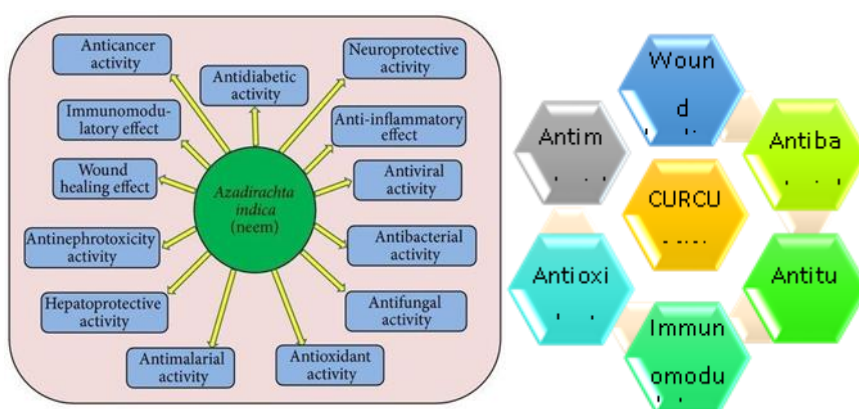 Anticancer
activity
Antidiabetic
activity
Neuroprotective
activity
Immunomodu-
latory effect
Anti-inflammatory
effect
Wound
healing effect
Azadirachta
indica
(neem)
Antiviral
activity
Antinephrotoxicity
activity
Antibacterial
activity
Hepatoprotective
activity
Antifungal
activity
Antimalarial
activity
Antioxidant
activity
Woun
d
Antim
Antiba
CURCU
Antioxi
Antitu
Immun
omodu